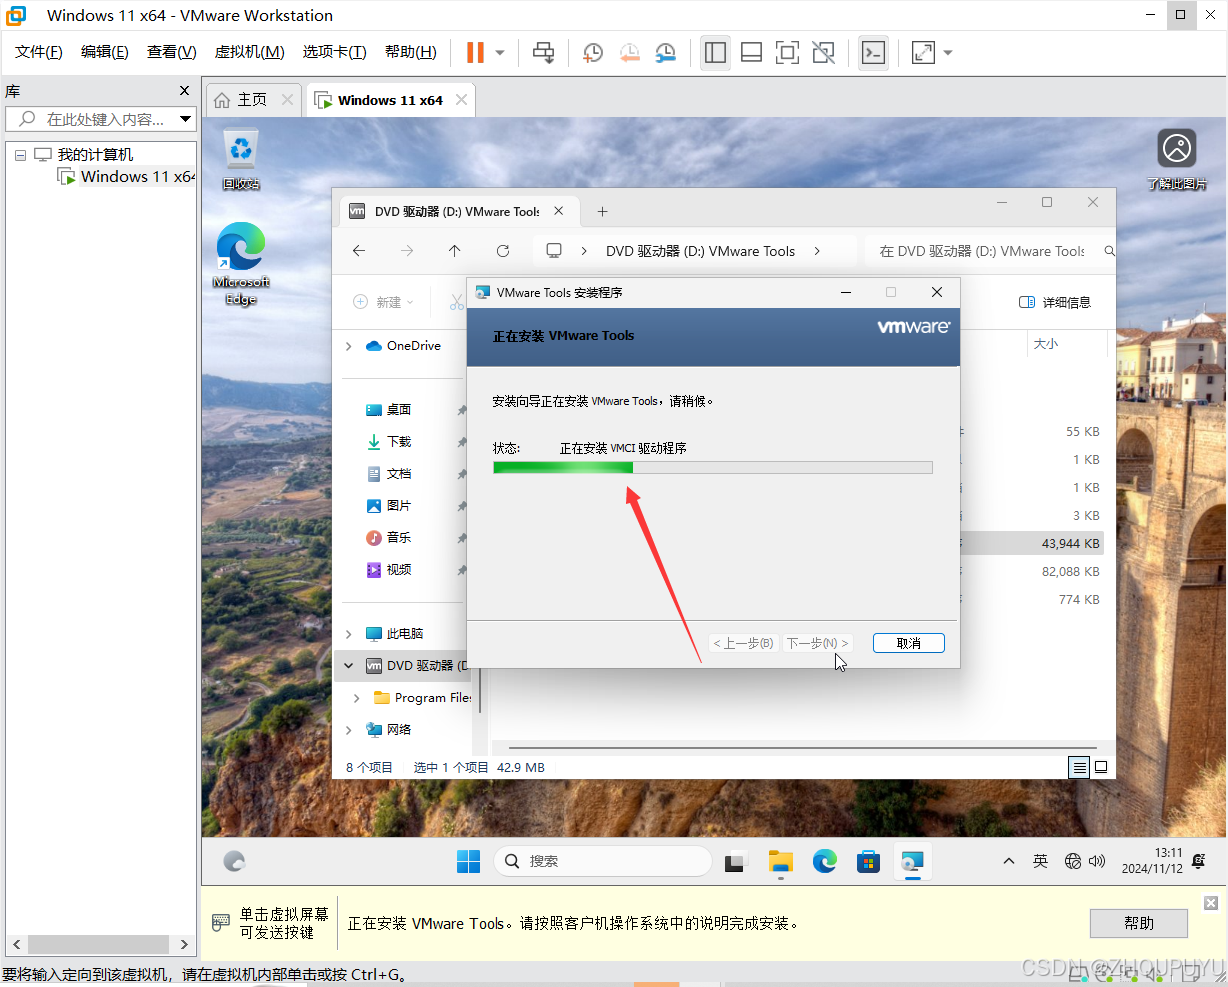 Windows 11 x64 - VMware Workstation
文件(F) 编辑(E) 查看(V) 虚拟机(M) 选项卡(T) 帮助(H)
库
在此处键入内容...
我的计算机
Windows 11 x64
主页
Windows 11 x64
回收站
Microsoft
Edge
了解此图片
DVD 驱动器 (D:) VMware Tools
DVD 驱动器 (D:) VMware Tools
在 DVD 驱动器 (D:) VMware Tools
新建
详细信息
大小
OneDrive
桌面
下载
文档
图片
音乐
视频
此电脑
DVD 驱动器 (D
Program Files
网络
55 KB
1 KB
1 KB
3 KB
43,944 KB
82,088 KB
774 KB
8 个项目 选中 1 个项目 42.9 MB
VMware Tools 安装程序
正在安装 VMware Tools
vmware
安装向导正在安装 VMware Tools，请稍候。
状态: 正在安装 VMCI 驱动程序
< 上一步(B) 下一步(N) > 取消
搜索
英
13:11
2024/11/12
单击虚拟屏幕
可发送按键
正在安装 VMware Tools。请按照客户机操作系统中的说明完成安装。
帮助
要将输入定向到该虚拟机，请在虚拟机内部单击或按 Ctrl+G。
CSDN @ZHOUPUYU